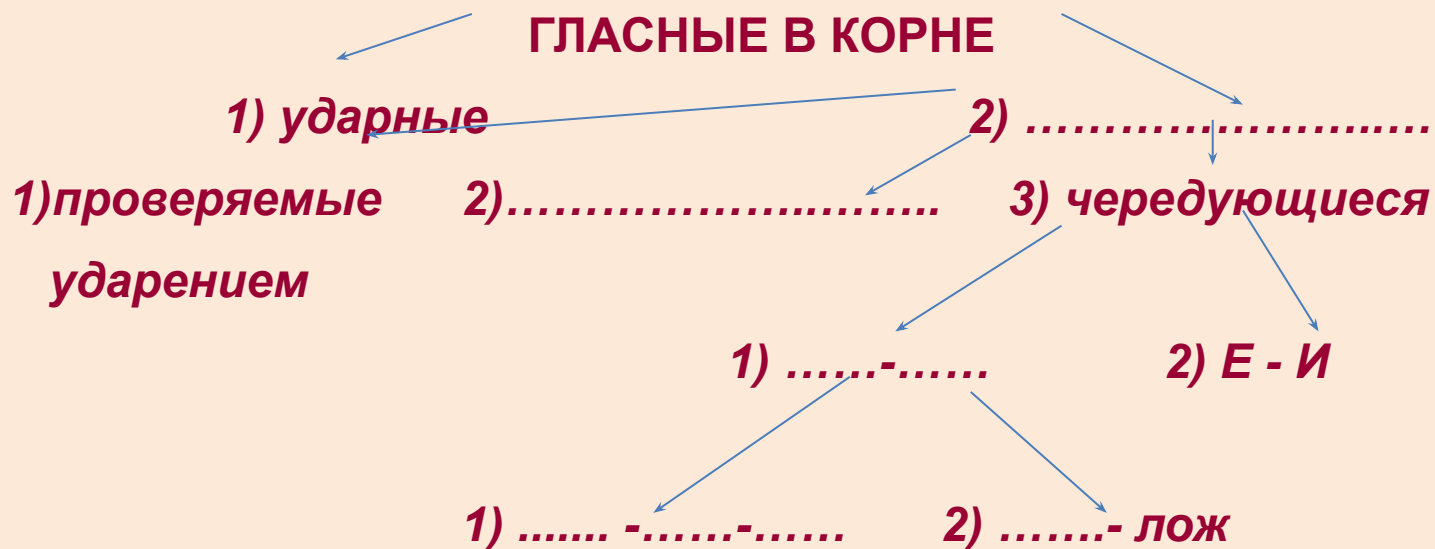 ГЛАСНЫЕ В КОРНЕ
1) ударные 2) …………………..…
1)проверяемые 2)………………..…….. 3) чередующиеся
ударением
1) ……-…… 2) Е - И
1) ....... -……-…… 2) …….- лож